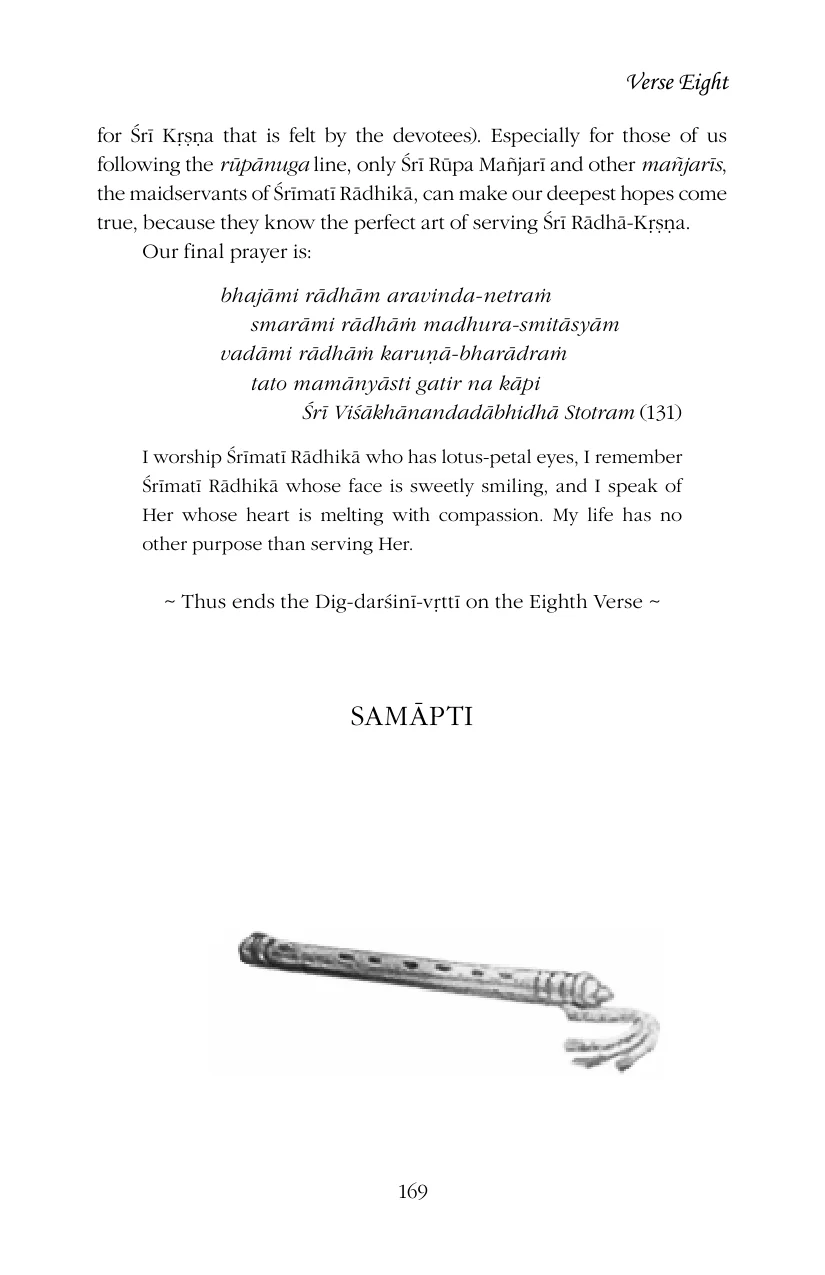 Verse Eight
for Śrī Kṛṣṇa that is felt by the devotees). Especially for those of us
following the rūpānuga line, only Śrī Rūpa Mañjarī and other mañjarīs,
the maidservants of Śrīmatī Rādhikā, can make our deepest hopes come
true, because they know the perfect art of serving Śrī Rādhā-Kṛṣṇa.
Our final prayer is:
bhajāmi rādhām aravinda-netraṁ
smarāmi rādhāṁ madhura-smitāsyām
vadāmi rādhāṁ karuṇā-bharādraṁ
tato mamānyāsti gatir na kāpi
Śrī Viśākhānandadābhidhā Stotram (131)
I worship Śrīmatī Rādhikā who has lotus-petal eyes, I remember
Śrīmatī Rādhikā whose face is sweetly smiling, and I speak of
Her whose heart is melting with compassion. My life has no
other purpose than serving Her.
~ Thus ends the Dig-darśinī-vṛttī on the Eighth Verse ~
SAMĀPTI
169